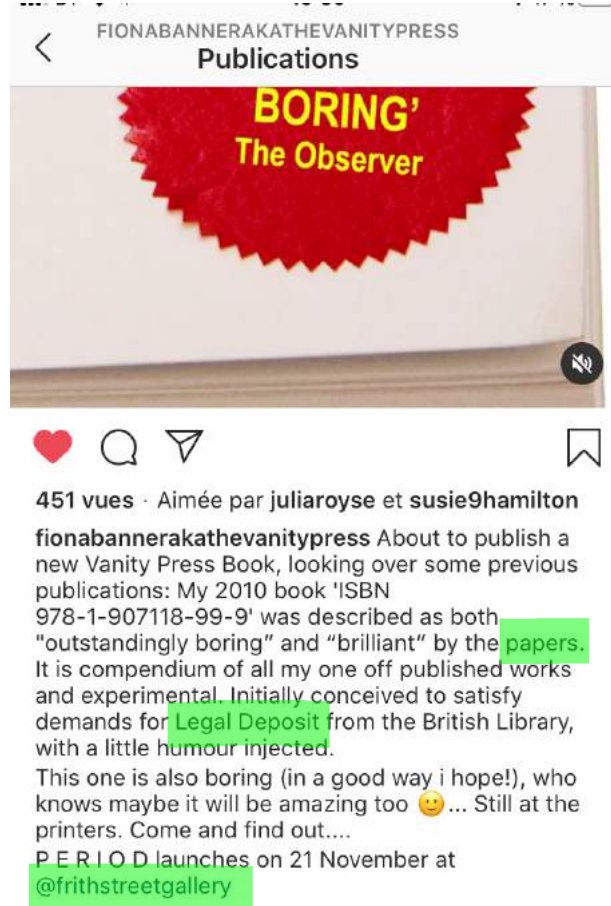 FIONABANNERAKATHEVANITYPRESS
Publications
BORING’
The Observer
451 vues · Aimée par juliaroyse et susie9hamilton
fionabannerakathevanitypress About to publish a
new Vanity Press Book, looking over some previous
publications: My 2010 book 'ISBN
978-1-907118-99-9' was described as both
"outstandingly boring” and “brilliant” by the papers.
It is compendium of all my one off published works
and experimental. Initially conceived to satisfy
demands for Legal Deposit from the British Library,
with a little humour injected.
This one is also boring (in a good way i hope!), who
knows maybe it will be amazing too 🙂... Still at the
printers. Come and find out....
P E R I O D launches on 21 November at
@frithstreetgallery